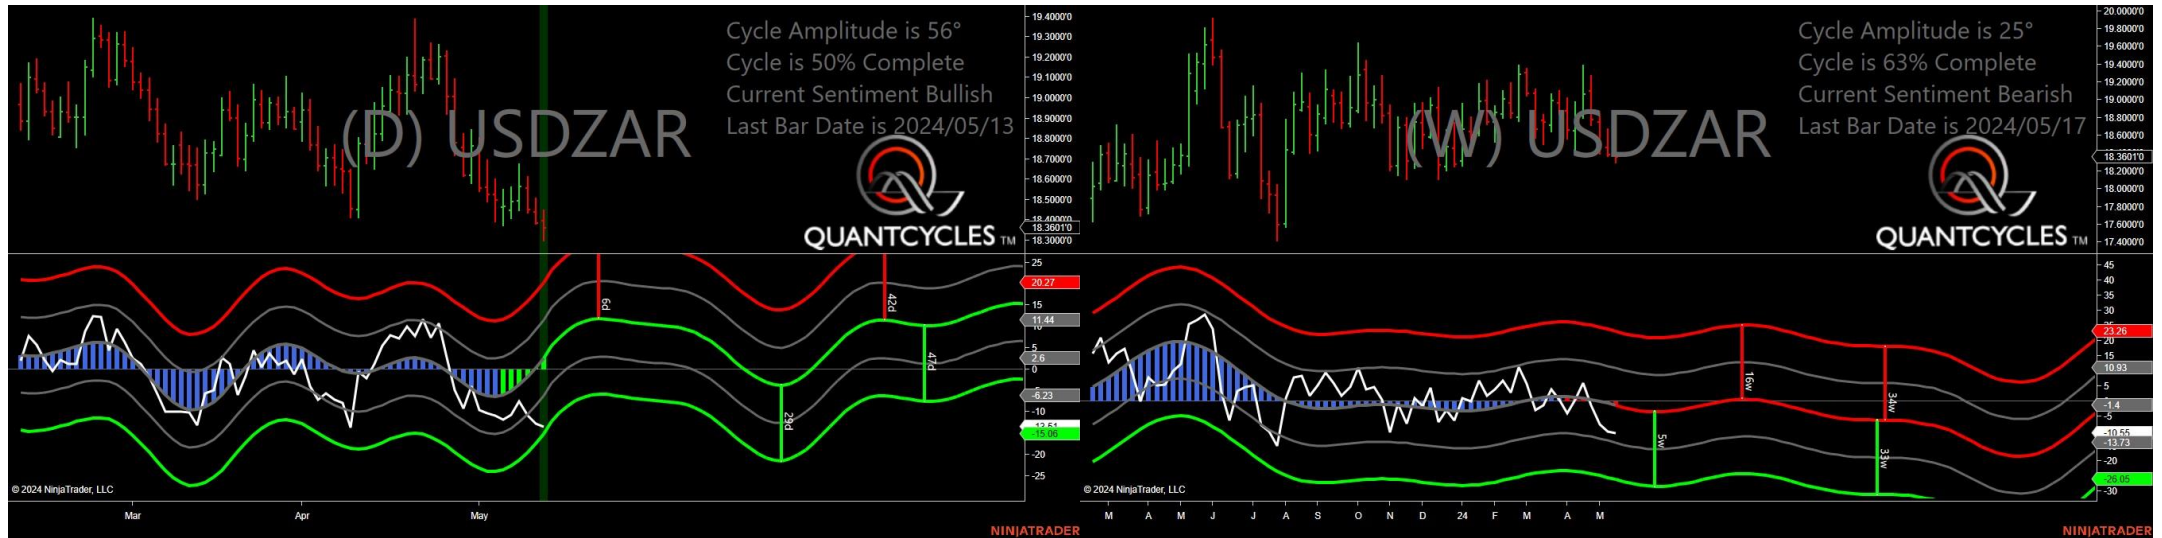 Cycle Amplitude is 56°
Cycle is 50% Complete
Current Sentiment Bullish
Last Bar Date is 2024/05/13
(D) USDZAR
QUANTCYCLES TM
19.4000'0
19.3000'0
19.2000'0
19.1000'0
19.0000'0
18.9000'0
18.8000'0
18.7000'0
18.6000'0
18.5000'0
18.4000'0
18.3601'0
18.3000'0
25
20.27
15
11.44
10
5
2.6
0
-6.23
-10
-13.51
-15.06
-20
-25
6d
29d
42d
47d
© 2024 NinjaTrader, LLC
Mar Apr May
NINJATRADER
Cycle Amplitude is 25°
Cycle is 63% Complete
Current Sentiment Bearish
Last Bar Date is 2024/05/17
(W) USDZAR
QUANTCYCLES TM
20.0000'0
19.8000'0
19.6000'0
19.4000'0
19.2000'0
19.0000'0
18.8000'0
18.6000'0
18.3601'0
18.2000'0
18.0000'0
17.8000'0
17.6000'0
17.4000'0
45
40
35
30
23.26
20
15
10.93
5
-1.4
-5
-10.55
-13.73
-20
-26.05
-30
5w
16w
33w
34w
© 2024 NinjaTrader, LLC
M A M J J A S O N D 24 F M A M
NINJATRADER